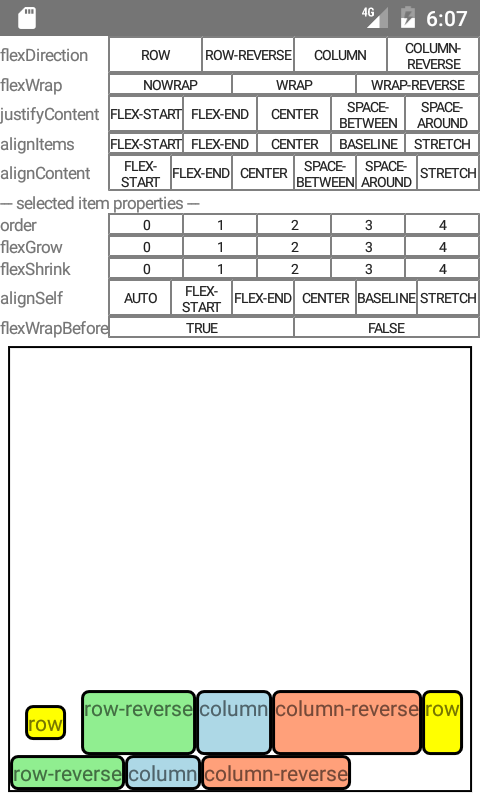 4G 6:07
flexDirection ROW ROW-REVERSE COLUMN COLUMN-REVERSE
flexWrap NOWRAP WRAP WRAP-REVERSE
justifyContent FLEX-START FLEX-END CENTER SPACE-BETWEEN SPACE-AROUND
alignItems FLEX-START FLEX-END CENTER BASELINE STRETCH
alignContent FLEX-START FLEX-END CENTER SPACE-BETWEEN SPACE-AROUND STRETCH
--- selected item properties ---
order 0 1 2 3 4
flexGrow 0 1 2 3 4
flexShrink 0 1 2 3 4
alignSelf AUTO FLEX-START FLEX-END CENTER BASELINE STRETCH
flexWrapBefore TRUE FALSE
row row-reverse column column-reverse row
row-reverse column column-reverse